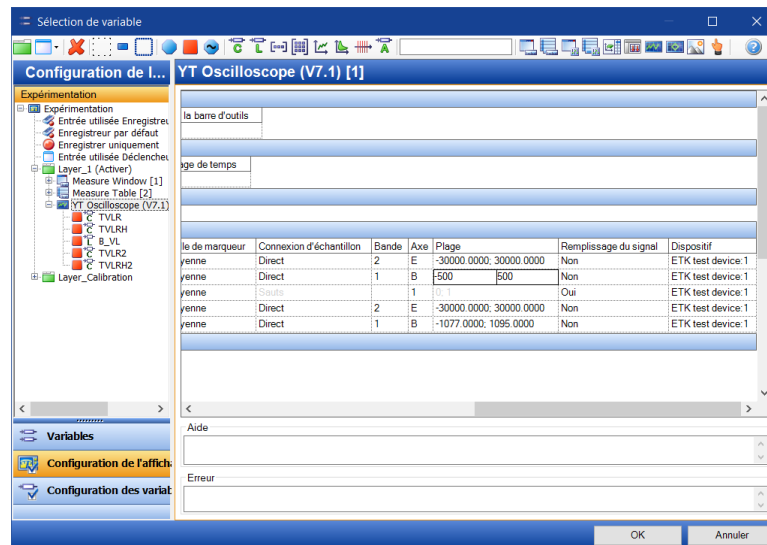 Sélection de variable
Configuration de l...
YT Oscilloscope (V7.1) [1]
Expérimentation
Expérimentation
Entrée utilisée Enregistreu
Enregistreur par défaut
Enregistrer uniquement
Entrée utilisée Déclencheu
Layer_1 (Activer)
Measure Window [1]
Measure Table [2]
YT Oscilloscope (V7.1)
TVLR
TVLRH
B_VL
TVLR2
TVLRH2
Layer_Calibration
la barre d'outils
age de temps
le de marqueur Connexion d'échantillon Bande Axe Plage Remplissage du signal Dispositif
yenne Direct 2 E -30000.0000; 30000.0000 Non ETK test device:1
yenne Direct 1 B -500 500 Non ETK test device:1
yenne Sauts 1 0; 1 Oui ETK test device:1
yenne Direct 2 E -30000.0000; 30000.0000 Non ETK test device:1
yenne Direct 1 B -1077.0000; 1095.0000 Non ETK test device:1
Variables
Configuration de l'affich
Configuration des variab
Aide
Erreur
OK
Annuler